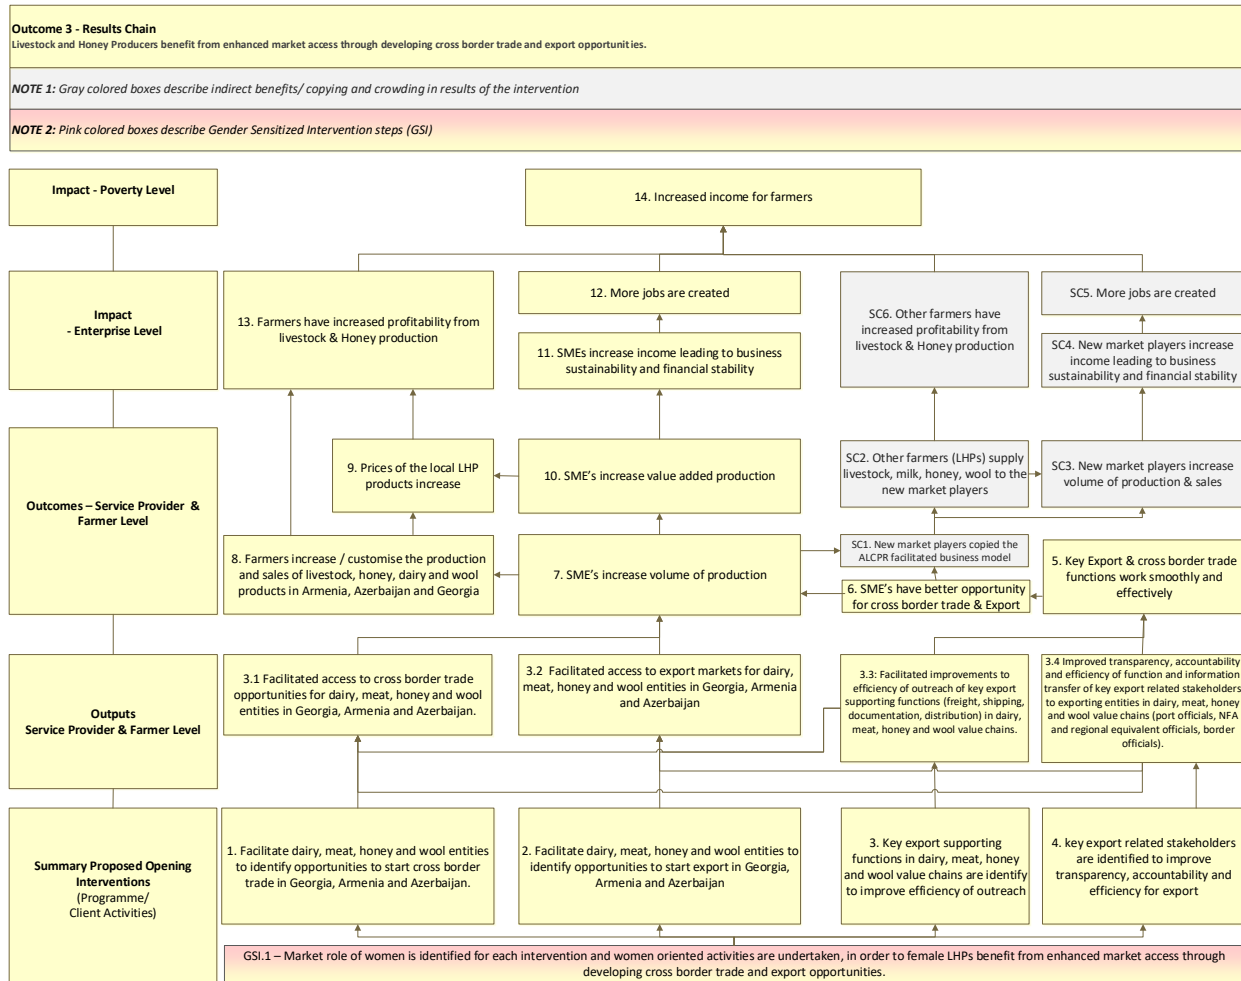 Outcome 3 - Results Chain
Livestock and Honey Producers benefit from enhanced market access through developing cross border trade and export opportunities.
NOTE 1: Gray colored boxes describe indirect benefits/ copying and crowding in results of the intervention
NOTE 2: Pink colored boxes describe Gender Sensitized Intervention steps (GSI)
Impact - Poverty Level
14. Increased income for farmers
Impact
- Enterprise Level
13. Farmers have increased profitability from
livestock & Honey production
12. More jobs are created
11. SMEs increase income leading to business
sustainability and financial stability
SC6. Other farmers have
increased profitability from
livestock & Honey production
SC5. More jobs are created
SC4. New market players increase
income leading to business
sustainability and financial stability
Outcomes – Service Provider &
Farmer Level
9. Prices of the local LHP
products increase
10. SME's increase value added production
SC2. Other farmers (LHPs) supply
livestock, milk, honey, wool to the
new market players
SC3. New market players increase
volume of production & sales
8. Farmers increase / customise the production
and sales of livestock, honey, dairy and wool
products in Armenia, Azerbaijan and Georgia
7. SME's increase volume of production
SC1. New market players copied the
ALCPR facilitated business model
6. SME's have better opportunity
for cross border trade & Export
5. Key Export & cross border trade
functions work smoothly and
effectively
Outputs
Service Provider & Farmer Level
3.1 Facilitated access to cross border trade
opportunities for dairy, meat, honey and wool
entities in Georgia, Armenia and Azerbaijan.
3.2 Facilitated access to export markets for dairy,
meat, honey and wool entities in Georgia, Armenia
and Azerbaijan
3.3: Facilitated improvements to
efficiency of outreach of key export
supporting functions (freight, shipping,
documentation, distribution) in dairy,
meat, honey and wool value chains.
3.4 Improved transparency, accountability
and efficiency of function and information
transfer of key export related stakeholders
to exporting entities in dairy, meat, honey
and wool value chains (port officials, NFA
and regional equivalent officials, border
officials).
Summary Proposed Opening
Interventions
(Programme/
Client Activities)
1. Facilitate dairy, meat, honey and wool entities
to identify opportunities to start cross border
trade in Georgia, Armenia and Azerbaijan.
2. Facilitate dairy, meat, honey and wool entities to
identify opportunities to start export in Georgia,
Armenia and Azerbaijan
3. Key export supporting
functions in dairy, meat, honey
and wool value chains are identify
to improve efficiency of outreach
4. key export related stakeholders
are identified to improve
transparency, accountability and
efficiency for export
GSI.1 – Market role of women is identified for each intervention and women oriented activities are undertaken, in order to female LHPs benefit from enhanced market access through
developing cross border trade and export opportunities.